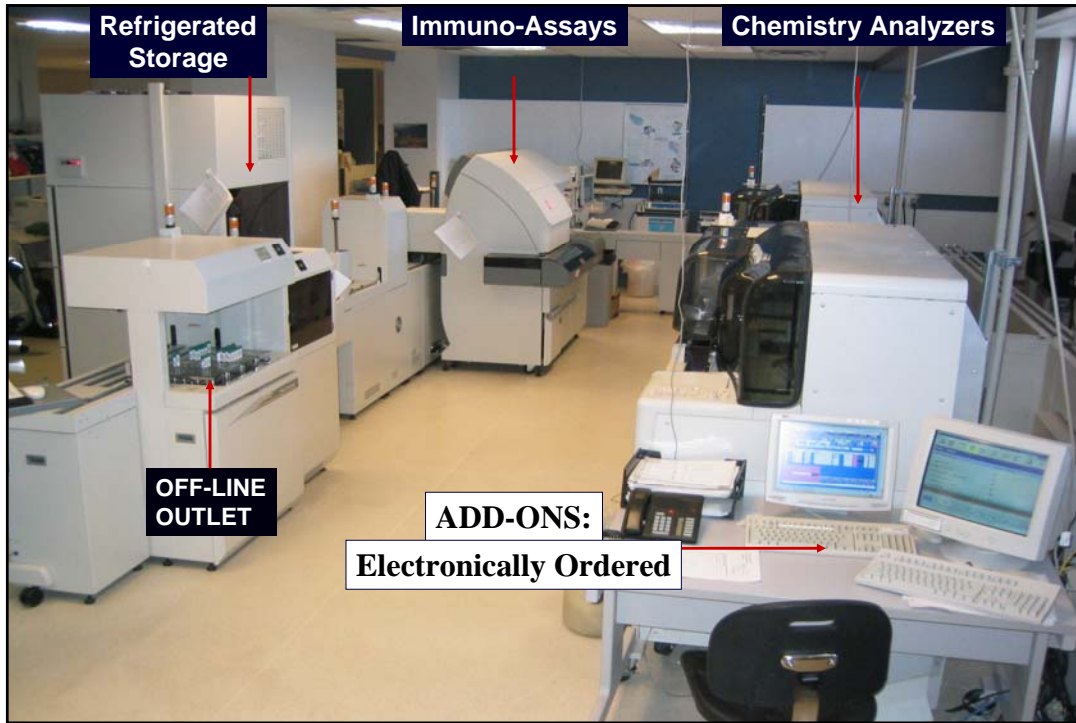 Refrigerated
Storage
Immuno-Assays
Chemistry Analyzers
OFF-LINE
OUTLET
ADD-ONS:
Electronically Ordered